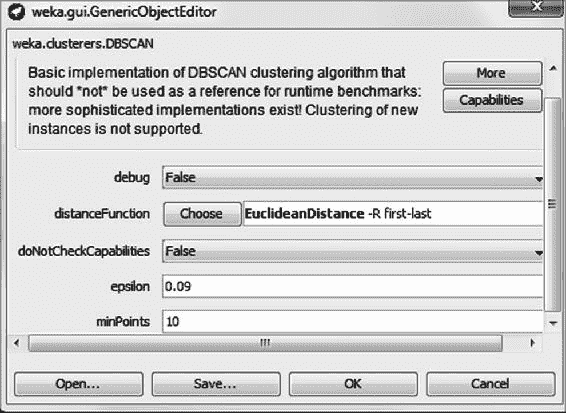 weka.gui.GenericObjectEditor
weka.clusterers.DBSCAN
Basic implementation of DBSCAN clustering algorithm that
should *not* be used as a reference for runtime benchmarks:
more sophisticated implementations exist! Clustering of new
instances is not supported.
More
Capabilities
debug False
distanceFunction Choose EuclideanDistance -R first-last
doNotCheckCapabilities False
epsilon 0.09
minPoints 10
Open... Save... OK Cancel